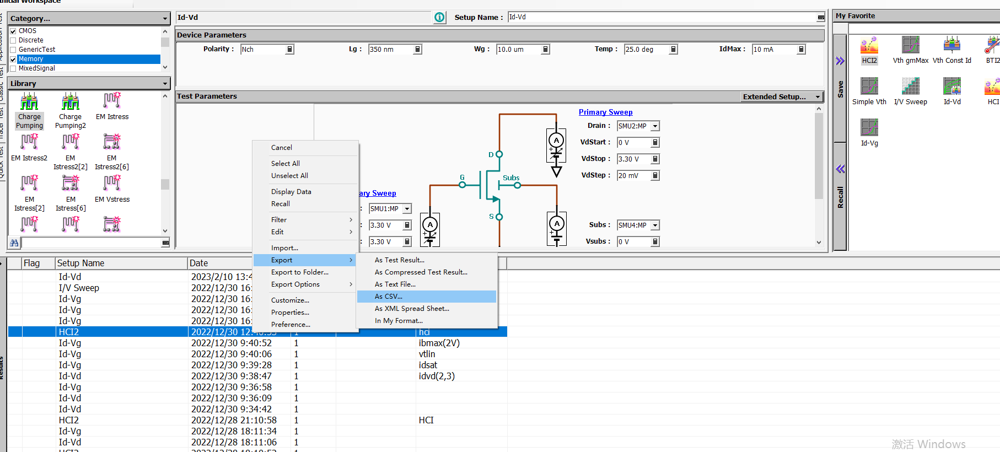 Initial Workspace
Category...
CMOS
Discrete
GenericTest
Memory
MixedSignal
Library
Charge Pumping
Charge Pumping2
EM Istress
EM Istress2
EM Istress2[2]
EM Istress2[6]
EM Istress[2]
EM Istress[6]
EM Vstress
Classic Test
Tracer Test
Quick Test
Id-Vd
Setup Name :
Id-Vd
Device Parameters
Polarity :
Nch
Lg :
350 nm
Wg :
10.0 um
Temp :
25.0 deg
IdMax :
10 mA
Test Parameters
Extended Setup...
Primary Sweep
Drain :
SMU2:MP
VdStart :
0 V
VdStop :
3.30 V
VdStep :
20 mV
D
G
Subs
S
A
A
A
ary Sweep
: SMU1:MP
: 3.30 V
: 3.30 V
Subs :
SMU4:MP
Vsubs :
0 V
Cancel
Select All
Unselect All
Display Data
Recall
Filter
Edit
Import...
Export
Export to Folder...
Export Options
Customize...
Properties...
Preference...
As Test Result...
As Compressed Test Result...
As Text File...
As CSV...
As XML Spread Sheet...
In My Format...
My Favorite
Save
Recall
HCI2
Vth gmMax
Vth Const Id
BTI2
Simple Vth
I/V Sweep
Id-Vd
HCI
Id-Vg
Results
Flag Setup Name Date
Id-Vd 2023/2/10 13:4
I/V Sweep 2022/12/30 16:
Id-Vg 2022/12/30 16:
Id-Vg 2022/12/30 16:
Id-Vg 2022/12/30 16:
HCI2 2022/12/30 12: 1 hci
Id-Vg 2022/12/30 9:40:52 1 ibmax(2V)
Id-Vg 2022/12/30 9:40:06 1 vtlin
Id-Vg 2022/12/30 9:39:28 1 idsat
Id-Vd 2022/12/30 9:38:47 1 idvd(2,3)
Id-Vg 2022/12/30 9:36:58 1
Id-Vd 2022/12/30 9:36:09 1
Id-Vd 2022/12/30 9:34:42 1
HCI2 2022/12/28 21:10:58 1 HCI
Id-Vg 2022/12/28 18:11:34 1
Id-Vd 2022/12/28 18:11:06 1
激活 Windows